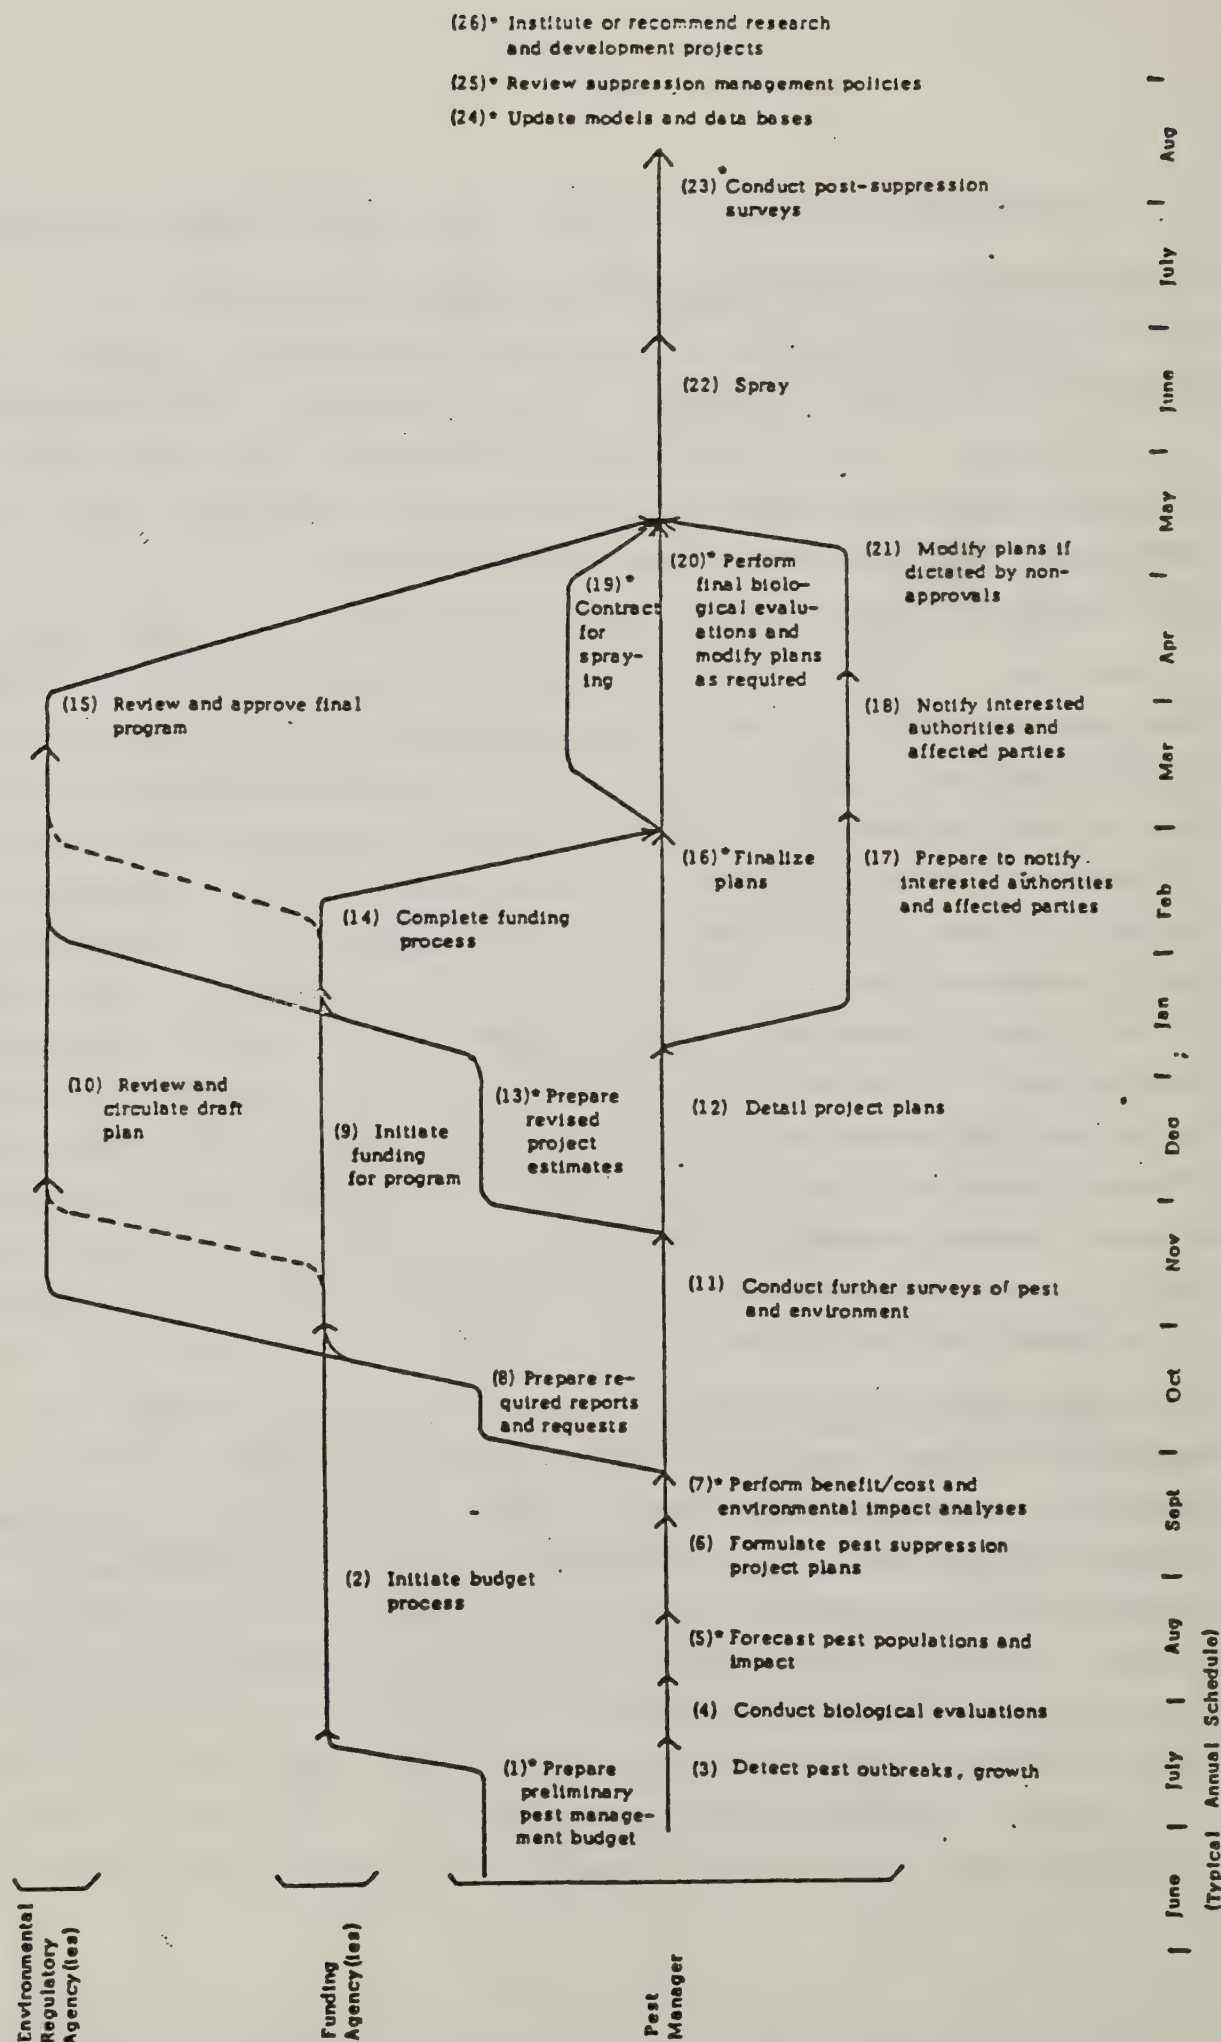 (26)* Institute or recommend research
and development projects
(25)* Review suppression management policies
(24)* Update models and data bases
(23)* Conduct post-suppression
surveys
(22) Spray
(21) Modify plans if
dictated by non-
approvals
(20)* Perform
final biolo-
gical evalu-
ations and
modify plans
as required
(19)*
Contract
for
spray-
ing
(15) Review and approve final
program
(18) Notify interested
authorities and
affected parties
(16)* Finalize
plans
(17) Prepare to notify
interested authorities
and affected parties
(14) Complete funding
process
(10) Review and
circulate draft
plan
(9) Initiate
funding
for program
(13)* Prepare
revised
project
estimates
(12) Detail project plans
(11) Conduct further surveys of pest
and environment
(8) Prepare re-
quired reports
and requests
(7)* Perform benefit/cost and
environmental impact analyses
(6) Formulate pest suppression
project plans
(2) Initiate budget
process
(5)* Forecast pest populations and
impact
(4) Conduct biological evaluations
(1)* Prepare
preliminary
pest manage-
ment budget
(3) Detect pest outbreaks, growth
Environmental
Regulatory
Agency(ies)
Funding
Agency(ies)
Pest
Manager
June | July | Aug | Sept | Oct | Nov | Dec | Jan | Feb | Mar | Apr | May | June | July | Aug
(Typical Annual Schedule)